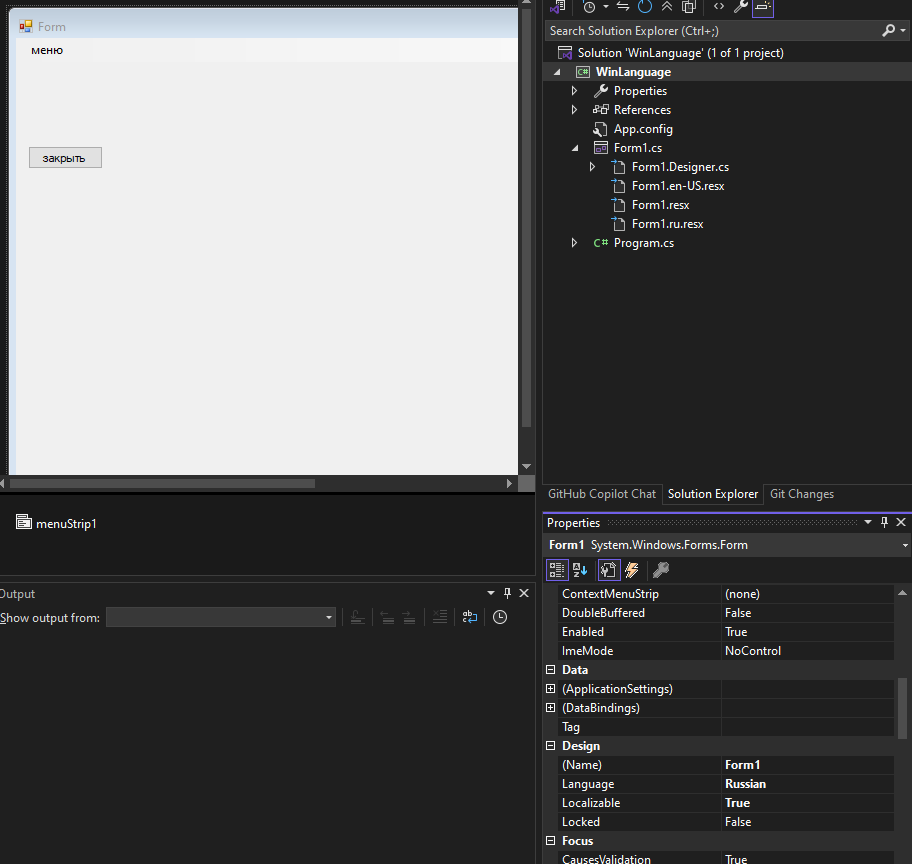 Form
меню
закрыть
menuStrip1
Output
Show output from:
Search Solution Explorer (Ctrl+;)
Solution 'WinLanguage' (1 of 1 project)
C# WinLanguage
Properties
References
App.config
Form1.cs
Form1.Designer.cs
Form1.en-US.resx
Form1.resx
Form1.ru.resx
C# Program.cs
GitHub Copilot Chat Solution Explorer Git Changes
Properties
Form1 System.Windows.Forms.Form
ContextMenuStrip (none)
DoubleBuffered False
Enabled True
ImeMode NoControl
Data
(ApplicationSettings)
(DataBindings)
Tag
Design
(Name) Form1
Language Russian
Localizable True
Locked False
Focus
CausesValidation True